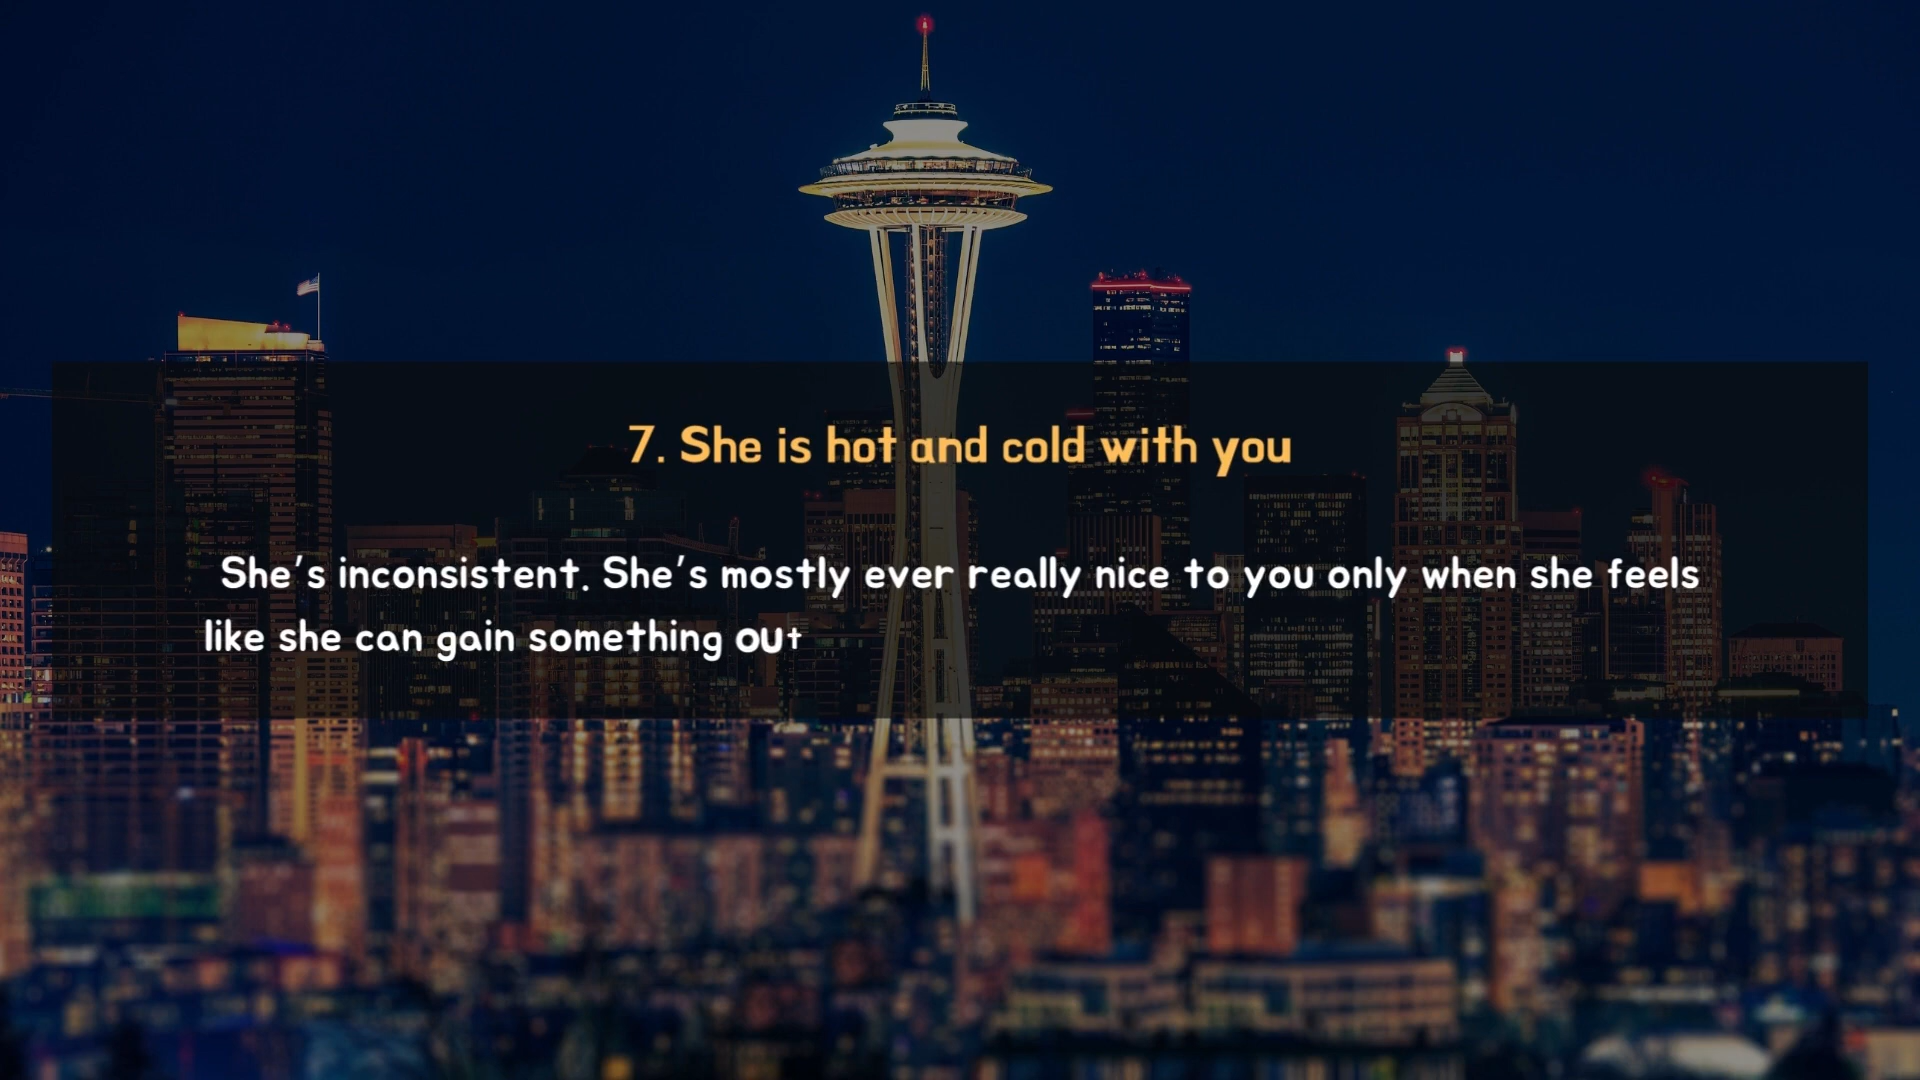 7. She is hot and cold with you
She's inconsistent. She's mostly ever really nice to you only when she feels
like she can gain something out